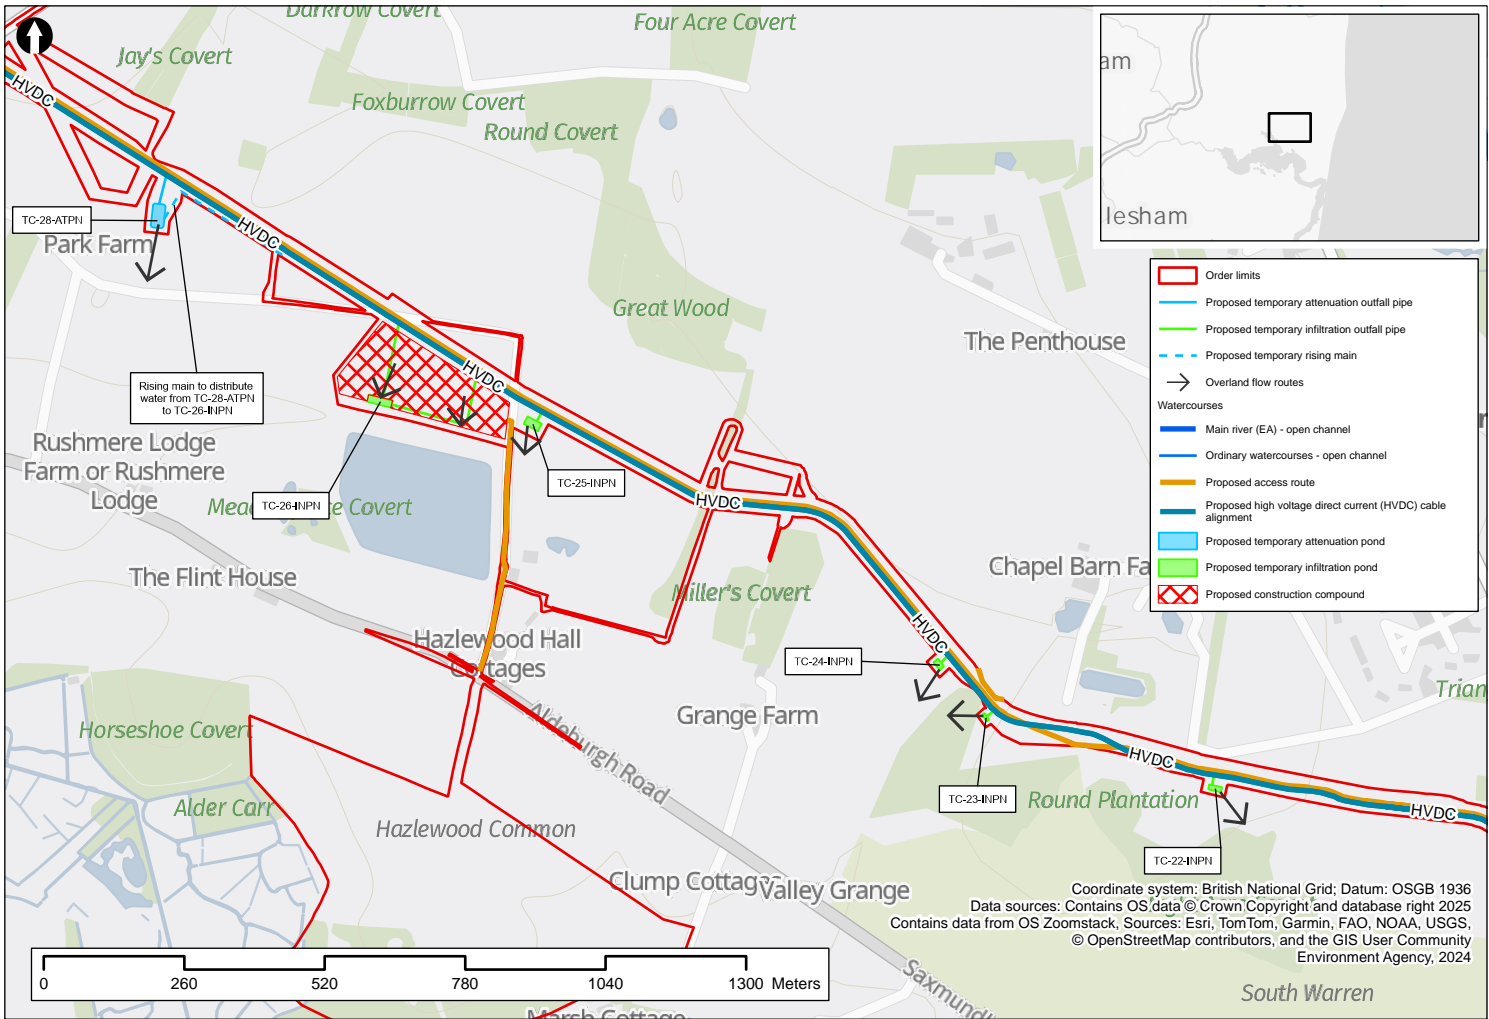 Darkrow Covert
Four Acre Covert
Jay's Covert
Foxburrow Covert
Round Covert
HVDC
am
lesham
TC-28-ATPN
Park Farm
HVDC
Great Wood
The Penthouse
Order limits
Proposed temporary attenuation outfall pipe
Proposed temporary infiltration outfall pipe
Proposed temporary rising main
Overland flow routes
Watercourses
Main river (EA) - open channel
Ordinary watercourses - open channel
Proposed access route
Proposed high voltage direct current (HVDC) cable
alignment
Proposed temporary attenuation pond
Proposed temporary infiltration pond
Proposed construction compound
Rising main to distribute
water from TC-28-ATPN
to TC-26-INPN
HVDC
Rushmere Lodge
Farm or Rushmere
Lodge
TC-25-INPN
TC-26-INPN
Covert
HVDC
The Flint House
Chapel Barn Fa
Miller's Covert
HVDC
Hazlewood Hall
Cottages
TC-24-INPN
Trian
Grange Farm
Horseshoe Covert
Aldeburgh Road
HVDC
TC-23-INPN
Round Plantation
HVDC
Alder Carr
Hazlewood Common
TC-22-INPN
Clump Cottages
Valley Grange
Coordinate system: British National Grid; Datum: OSGB 1936
Data sources: Contains OS data © Crown Copyright and database right 2025
Contains data from OS Zoomstack, Sources: Esri, TomTom, Garmin, FAO, NOAA, USGS,
© OpenStreetMap contributors, and the GIS User Community
Environment Agency, 2024
0 260 520 780 1040 1300 Meters
Saxmundh
South Warren
Marsh Cottage